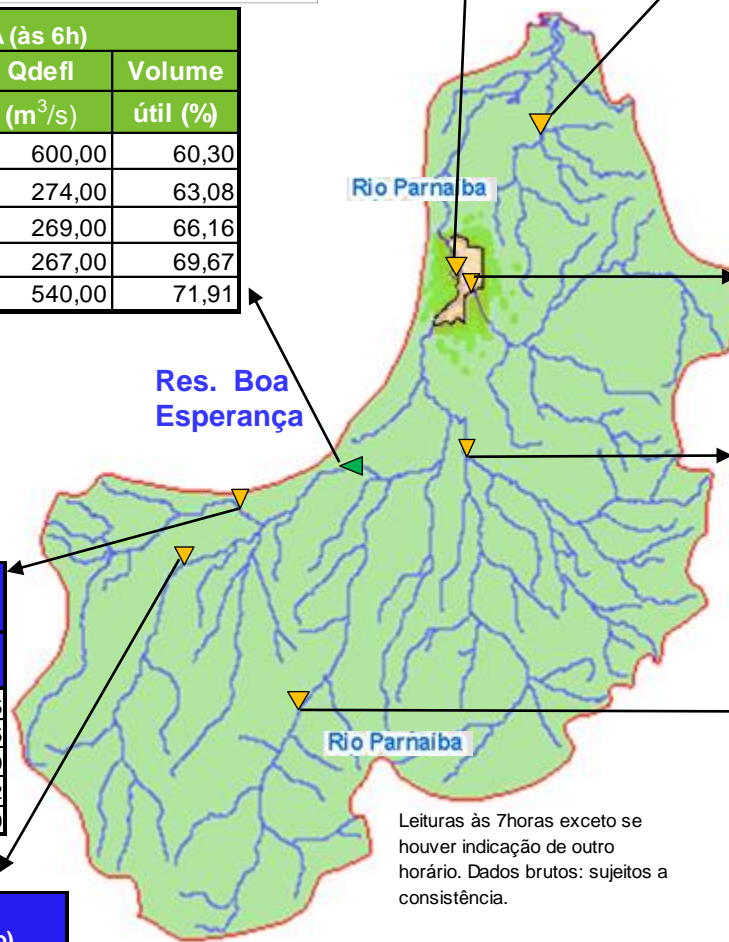 (às 6h)
Qdefl Volume
(m³/s) útil (%)
600,00 60,30
274,00 63,08
269,00 66,16
267,00 69,67
540,00 71,91
Rio Parnaíba
Res. Boa
Esperança
Rio Parnaíba
Leituras às 7horas exceto se
houver indicação de outro
horário. Dados brutos: sujeitos a
consistência.